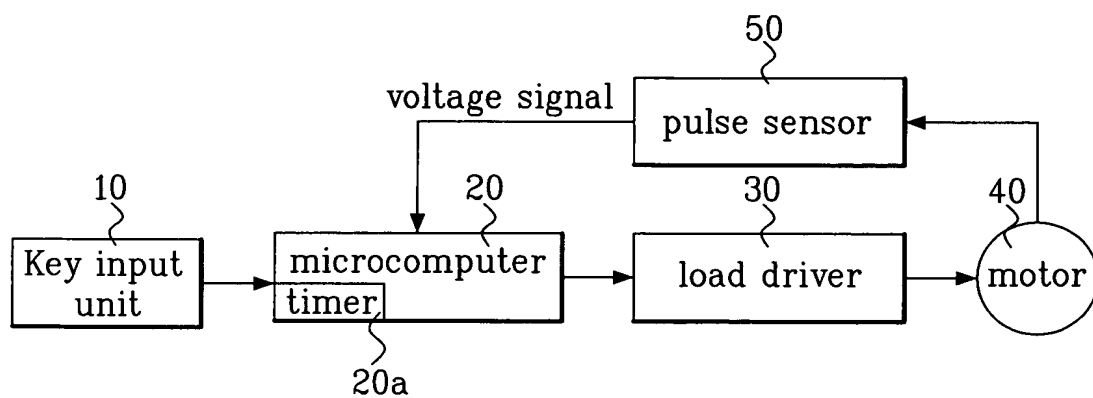 50
voltage signal
pulse sensor
10
20
30
40
Key input
unit
microcomputer
timer
load driver
motor
20a